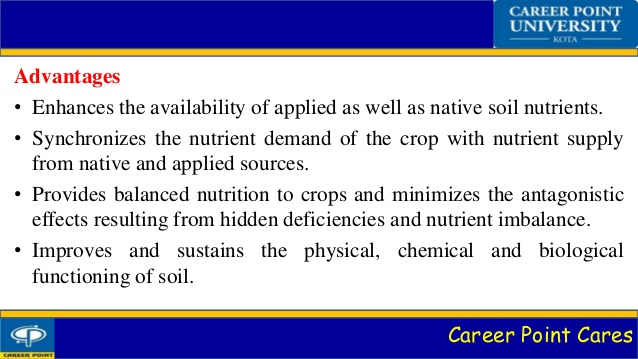 CAREER POINT
UNIVERSITY
KOTA
Advantages
• Enhances the availability of applied as well as native soil nutrients.
• Synchronizes the nutrient demand of the crop with nutrient supply
from native and applied sources.
• Provides balanced nutrition to crops and minimizes the antagonistic
effects resulting from hidden deficiencies and nutrient imbalance.
• Improves and sustains the physical, chemical and biological
functioning of soil.
CAREER POINT
Career Point Cares